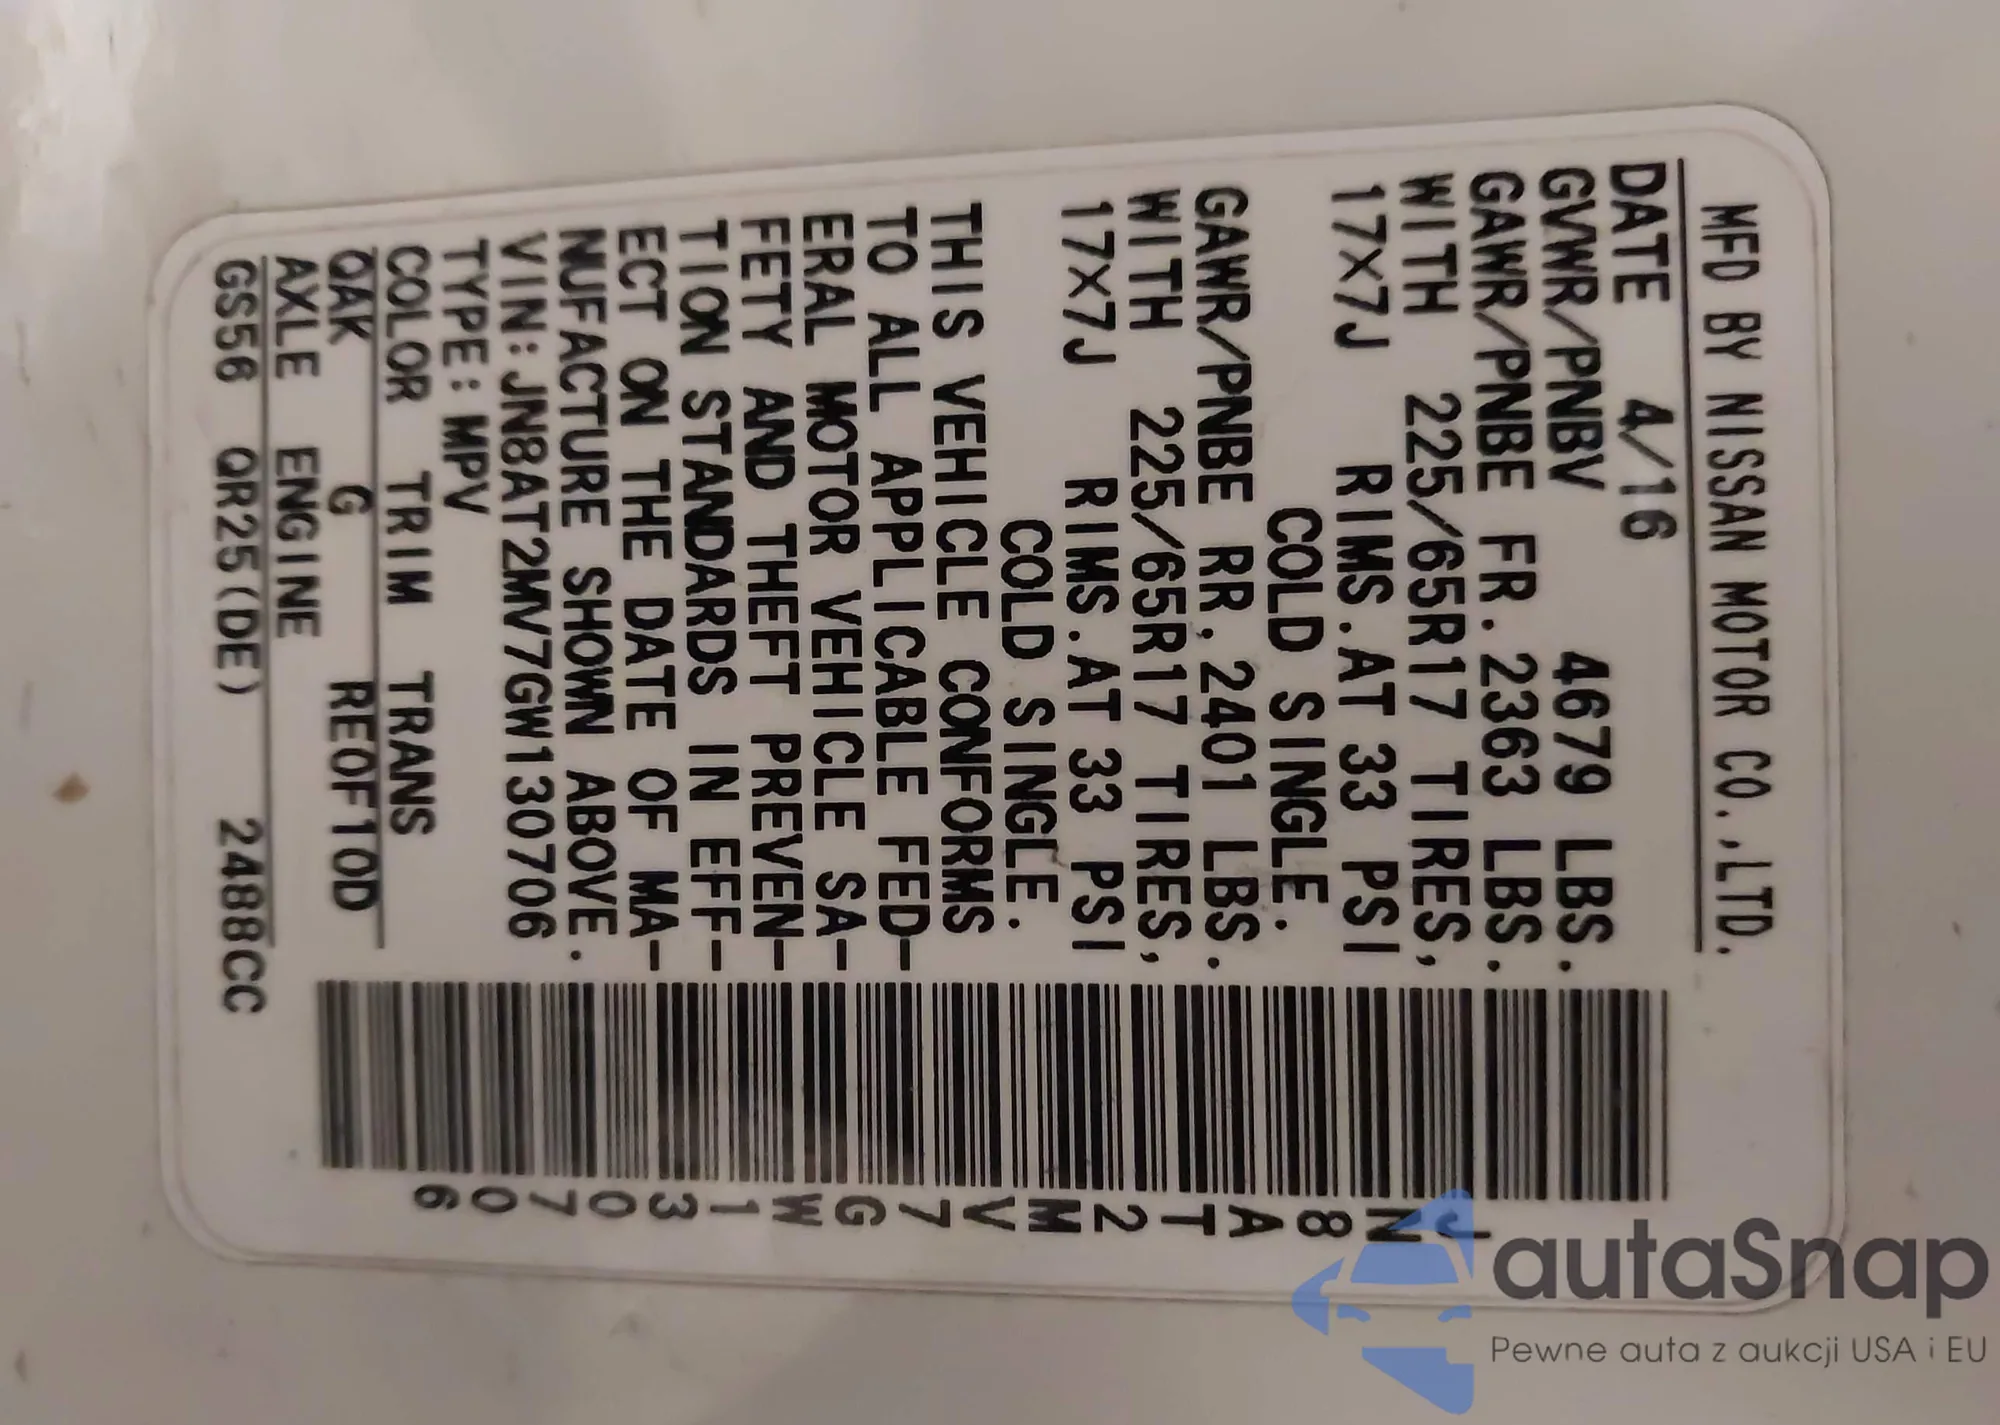 MFD BY NISSAN MOTOR CO.,LTD.
DATE 4/16
GVWR/PNBV 4679 LBS.
GAWR/PNBE FR. 2363 LBS.
WITH 225/65R17 TIRES,
17×7J RIMS.AT 33 PSI
COLD SINGLE.
GAWR/PNBE RR. 2401 LBS.
WITH 225/65R17 TIRES,
17×7J RIMS.AT 33 PSI
COLD SINGLE.
THIS VEHICLE CONFORMS
TO ALL APPLICABLE FED-
ERAL MOTOR VEHICLE SA-
FETY AND THEFT PREVEN-
TION STANDARDS IN EFF-
ECT ON THE DATE OF MA-
NUFACTURE SHOWN ABOVE.
VIN:JN8AT2MV7GW130706
TYPE:MPV
COLOR TRIM TRANS
QAK G RE0F10D
AXLE ENGINE
GS56 QR25(DE) 2488CC
JN8AT2MV7GW130706
autaSnap
Pewne auta z aukcji USA i EU